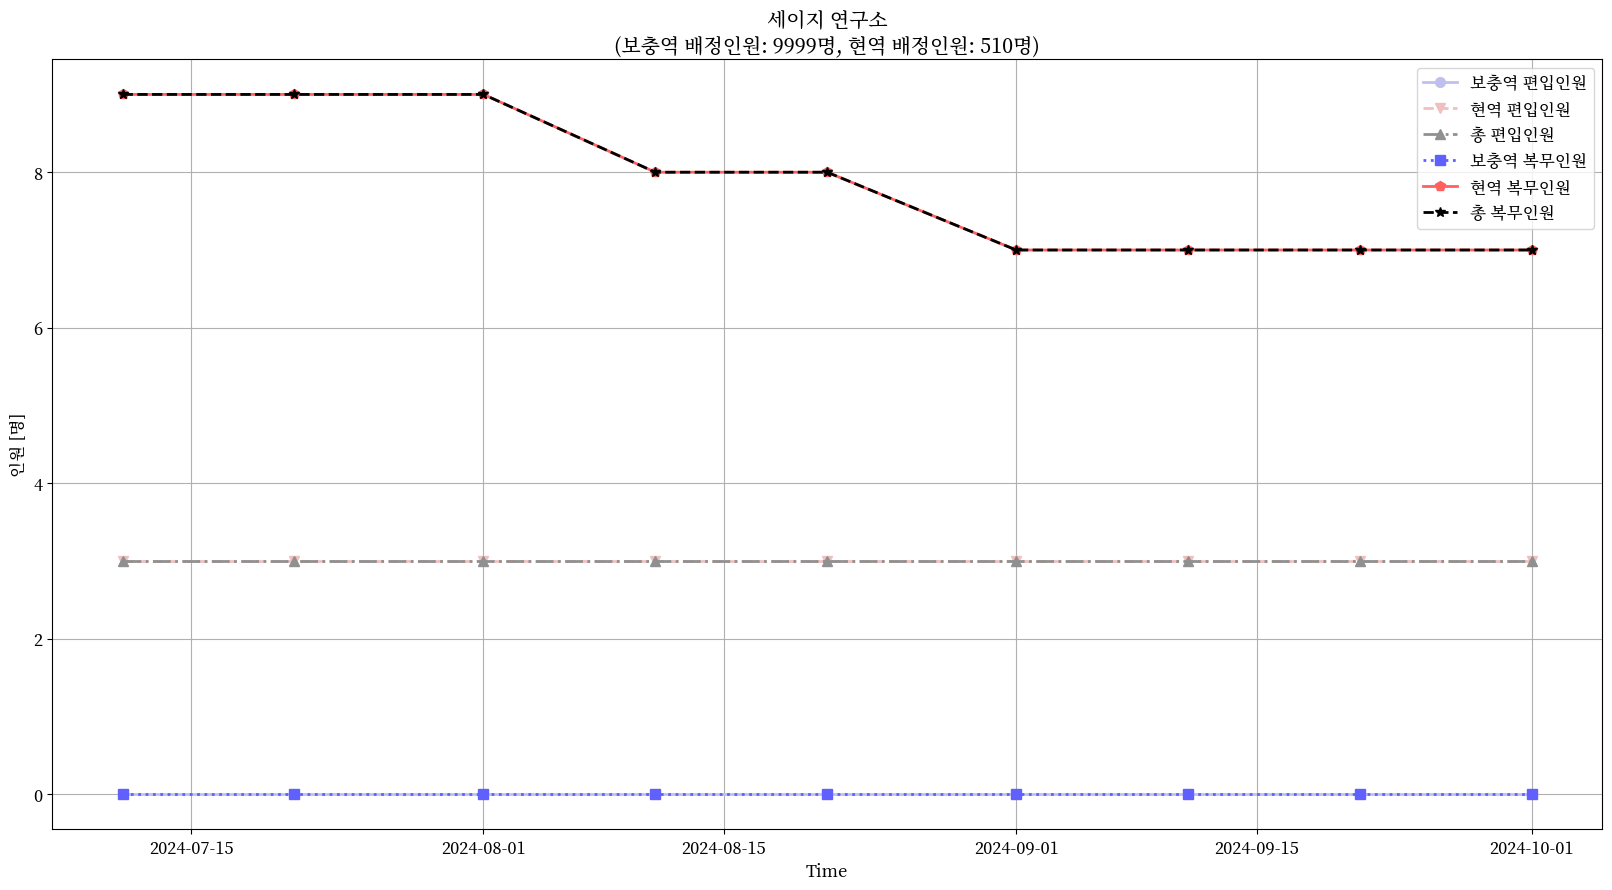 세이지 연구소
(보충역 배정인원: 9999명, 현역 배정인원: 510명)
보충역 편입인원
현역 편입인원
총 편입인원
보충역 복무인원
현역 복무인원
총 복무인원
인원 [명]
8
6
4
2
0
2024-07-15
2024-08-01
2024-08-15
2024-09-01
2024-09-15
2024-10-01
Time